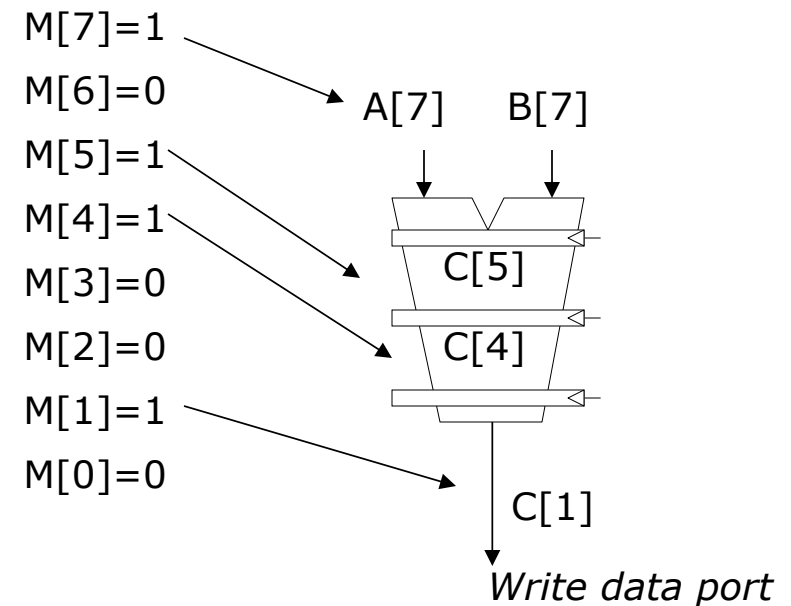 M[7]=1
M[6]=0
A[7] B[7]
M[5]=1
M[4]=1
C[5]
M[3]=0
M[2]=0
C[4]
M[1]=1
M[0]=0
C[1]
Write data port